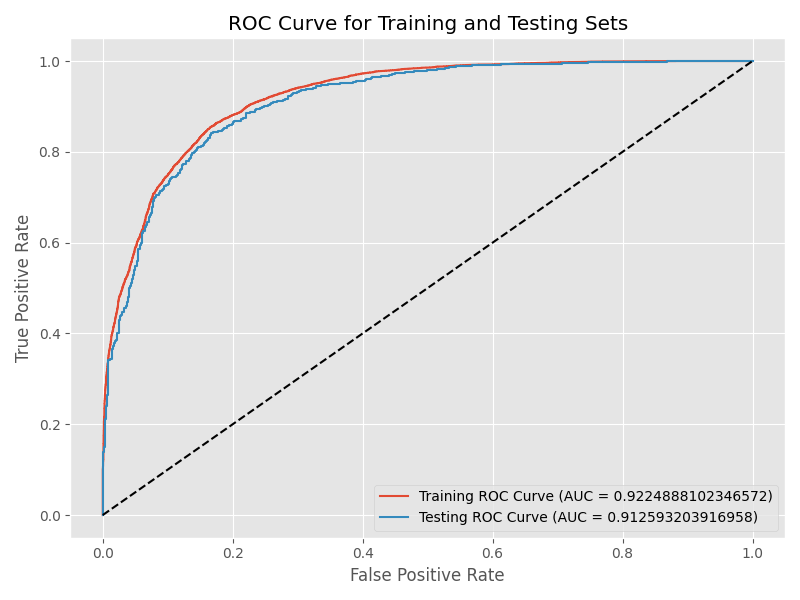 ROC Curve for Training and Testing Sets
True Positive Rate
1.0
0.8
0.6
0.4
0.2
0.0
Training ROC Curve (AUC = 0.9224888102346572)
Testing ROC Curve (AUC = 0.912593203916958)
0.0 0.2 0.4 0.6 0.8 1.0
False Positive Rate